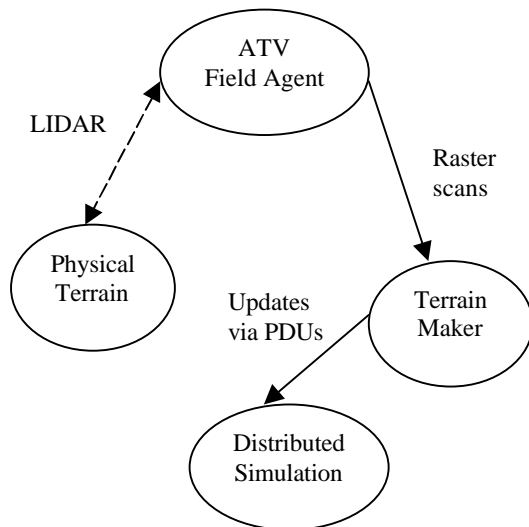 ATV
Field Agent
LIDAR
Raster
scans
Physical
Terrain
Updates
via PDUs
Terrain
Maker
Distributed
Simulation